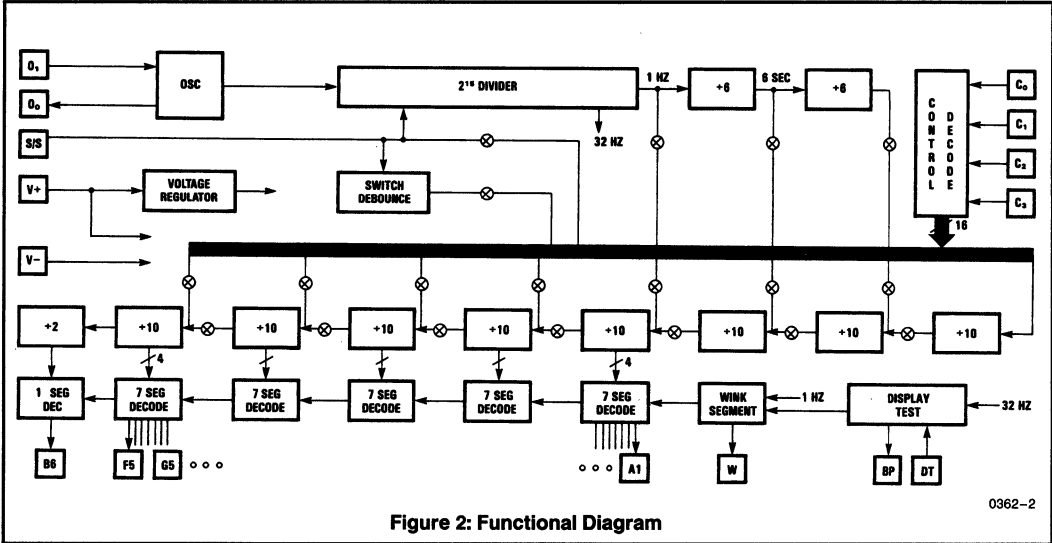 O₁
OSC
2¹⁶ DIVIDER
1 HZ
÷6
6 SEC
÷6
CONTROL DECODE
C₀
O₀
C₁
S/S
32 HZ
C₂
V+
VOLTAGE REGULATOR
SWITCH DEBOUNCE
C₃
16
V−
÷2
÷10
÷10
÷10
÷10
÷10
÷10
÷10
÷10
4
4
1 SEG DEC
7 SEG DECODE
7 SEG DECODE
7 SEG DECODE
7 SEG DECODE
7 SEG DECODE
WINK SEGMENT
1 HZ
DISPLAY TEST
32 HZ
B6
F5
G5
A1
W
BP
DT
0362-2
Figure 2: Functional Diagram